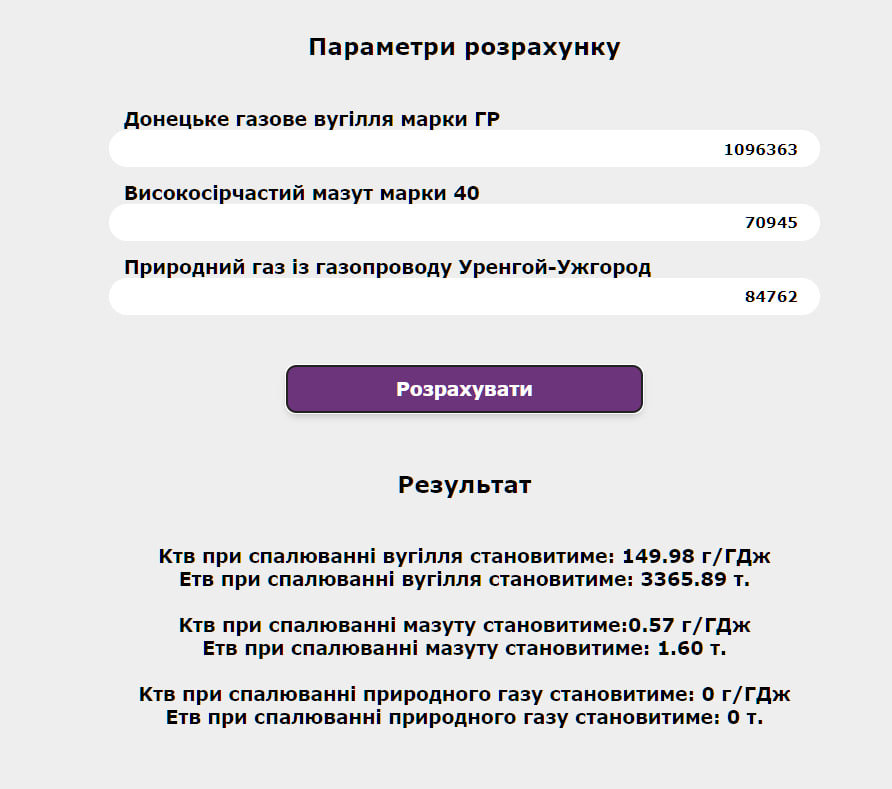 Параметри розрахунку
Донецьке газове вугілля марки ГР
1096363
Високосірчастий мазут марки 40
70945
Природний газ із газопроводу Уренгой-Ужгород
84762
Розрахувати
Результат
Ктв при спалюванні вугілля становитиме: 149.98 г/ГДж
Етв при спалюванні вугілля становитиме: 3365.89 т.
Ктв при спалюванні мазуту становитиме:0.57 г/ГДж
Етв при спалюванні мазуту становитиме: 1.60 т.
Ктв при спалюванні природного газу становитиме: 0 г/ГДж
Етв при спалюванні природного газу становитиме: 0 т.